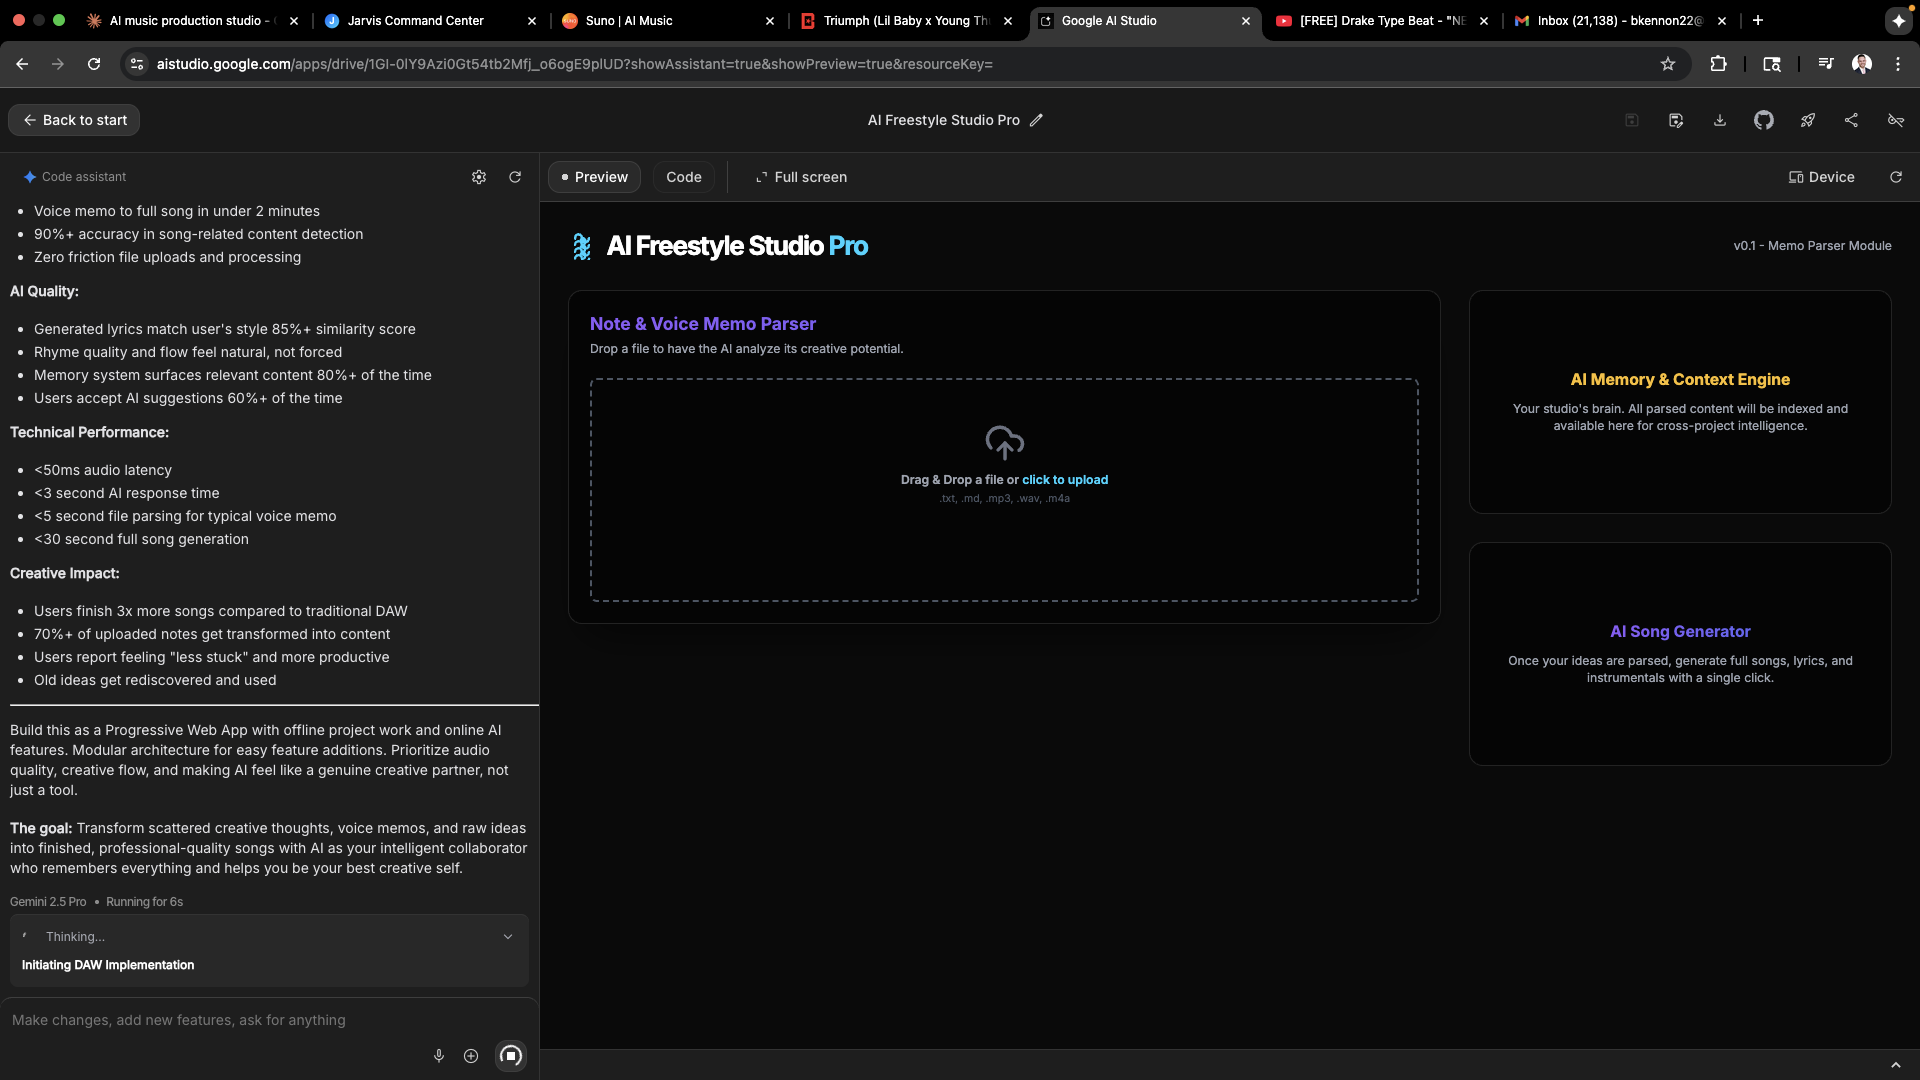 AI music production studio -
Jarvis Command Center
Suno | AI Music
Triumph (Lil Baby x Young Th
Google AI Studio
[FREE] Drake Type Beat - "NE
Inbox (21,138) - bkennon22@
aistudio.google.com/apps/drive/1GI-0lY9Azi0Gt54tb2Mfj_o6ogE9plUD?showAssistant=true&showPreview=true&resourceKey=
Back to start
AI Freestyle Studio Pro
Code assistant
• Voice memo to full song in under 2 minutes
• 90%+ accuracy in song-related content detection
• Zero friction file uploads and processing
AI Quality:
• Generated lyrics match user's style 85%+ similarity score
• Rhyme quality and flow feel natural, not forced
• Memory system surfaces relevant content 80%+ of the time
• Users accept AI suggestions 60%+ of the time
Technical Performance:
• <50ms audio latency
• <3 second AI response time
• <5 second file parsing for typical voice memo
• <30 second full song generation
Creative Impact:
• Users finish 3x more songs compared to traditional DAW
• 70%+ of uploaded notes get transformed into content
• Users report feeling "less stuck" and more productive
• Old ideas get rediscovered and used
Build this as a Progressive Web App with offline project work and online AI
features. Modular architecture for easy feature additions. Prioritize audio
quality, creative flow, and making AI feel like a genuine creative partner, not
just a tool.
The goal: Transform scattered creative thoughts, voice memos, and raw ideas
into finished, professional-quality songs with AI as your intelligent collaborator
who remembers everything and helps you be your best creative self.
Gemini 2.5 Pro • Running for 6s
Thinking...
Initiating DAW Implementation
Make changes, add new features, ask for anything
Preview
Code
Full screen
Device
AI Freestyle Studio Pro
v0.1 - Memo Parser Module
Note & Voice Memo Parser
Drop a file to have the AI analyze its creative potential.
Drag & Drop a file or click to upload
.txt, .md, .mp3, .wav, .m4a
AI Memory & Context Engine
Your studio's brain. All parsed content will be indexed and
available here for cross-project intelligence.
AI Song Generator
Once your ideas are parsed, generate full songs, lyrics, and
instrumentals with a single click.